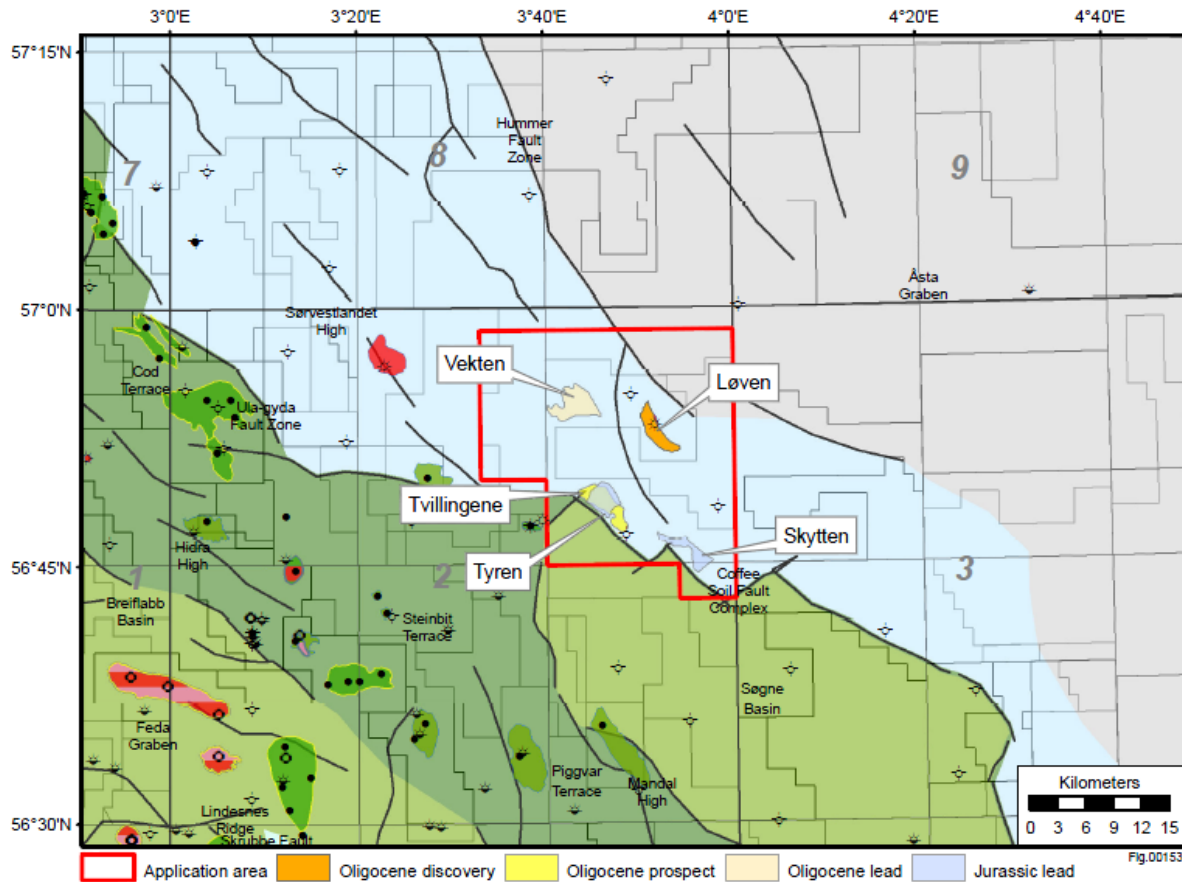 3°0'E 3°20'E 3°40'E 4°0'E 4°20'E 4°40'E
57°15'N
Hummer
Fault
Zone
7
8
9
Åsta
Graben
57°0'N
Sørvestlandet
High
Vekten
Løven
Cod
Terrace
Ula-gyda
Fault Zone
Tvillingene
Skytten
Tyren
Hidra
High
56°45'N
1
2
3
Coffee
Soil Fault
Complex
Breiflabb
Basin
Steinbit
Terrace
Søgne
Basin
Feda
Graben
Piggvar
Terrace
Mandal
High
Kilometers
0 3 6 9 12 15
Lindesnes
Ridge
56°30'N
Skrubbe Fault
Fig.00153
Application area Oligocene discovery Oligocene prospect Oligocene lead Jurassic lead